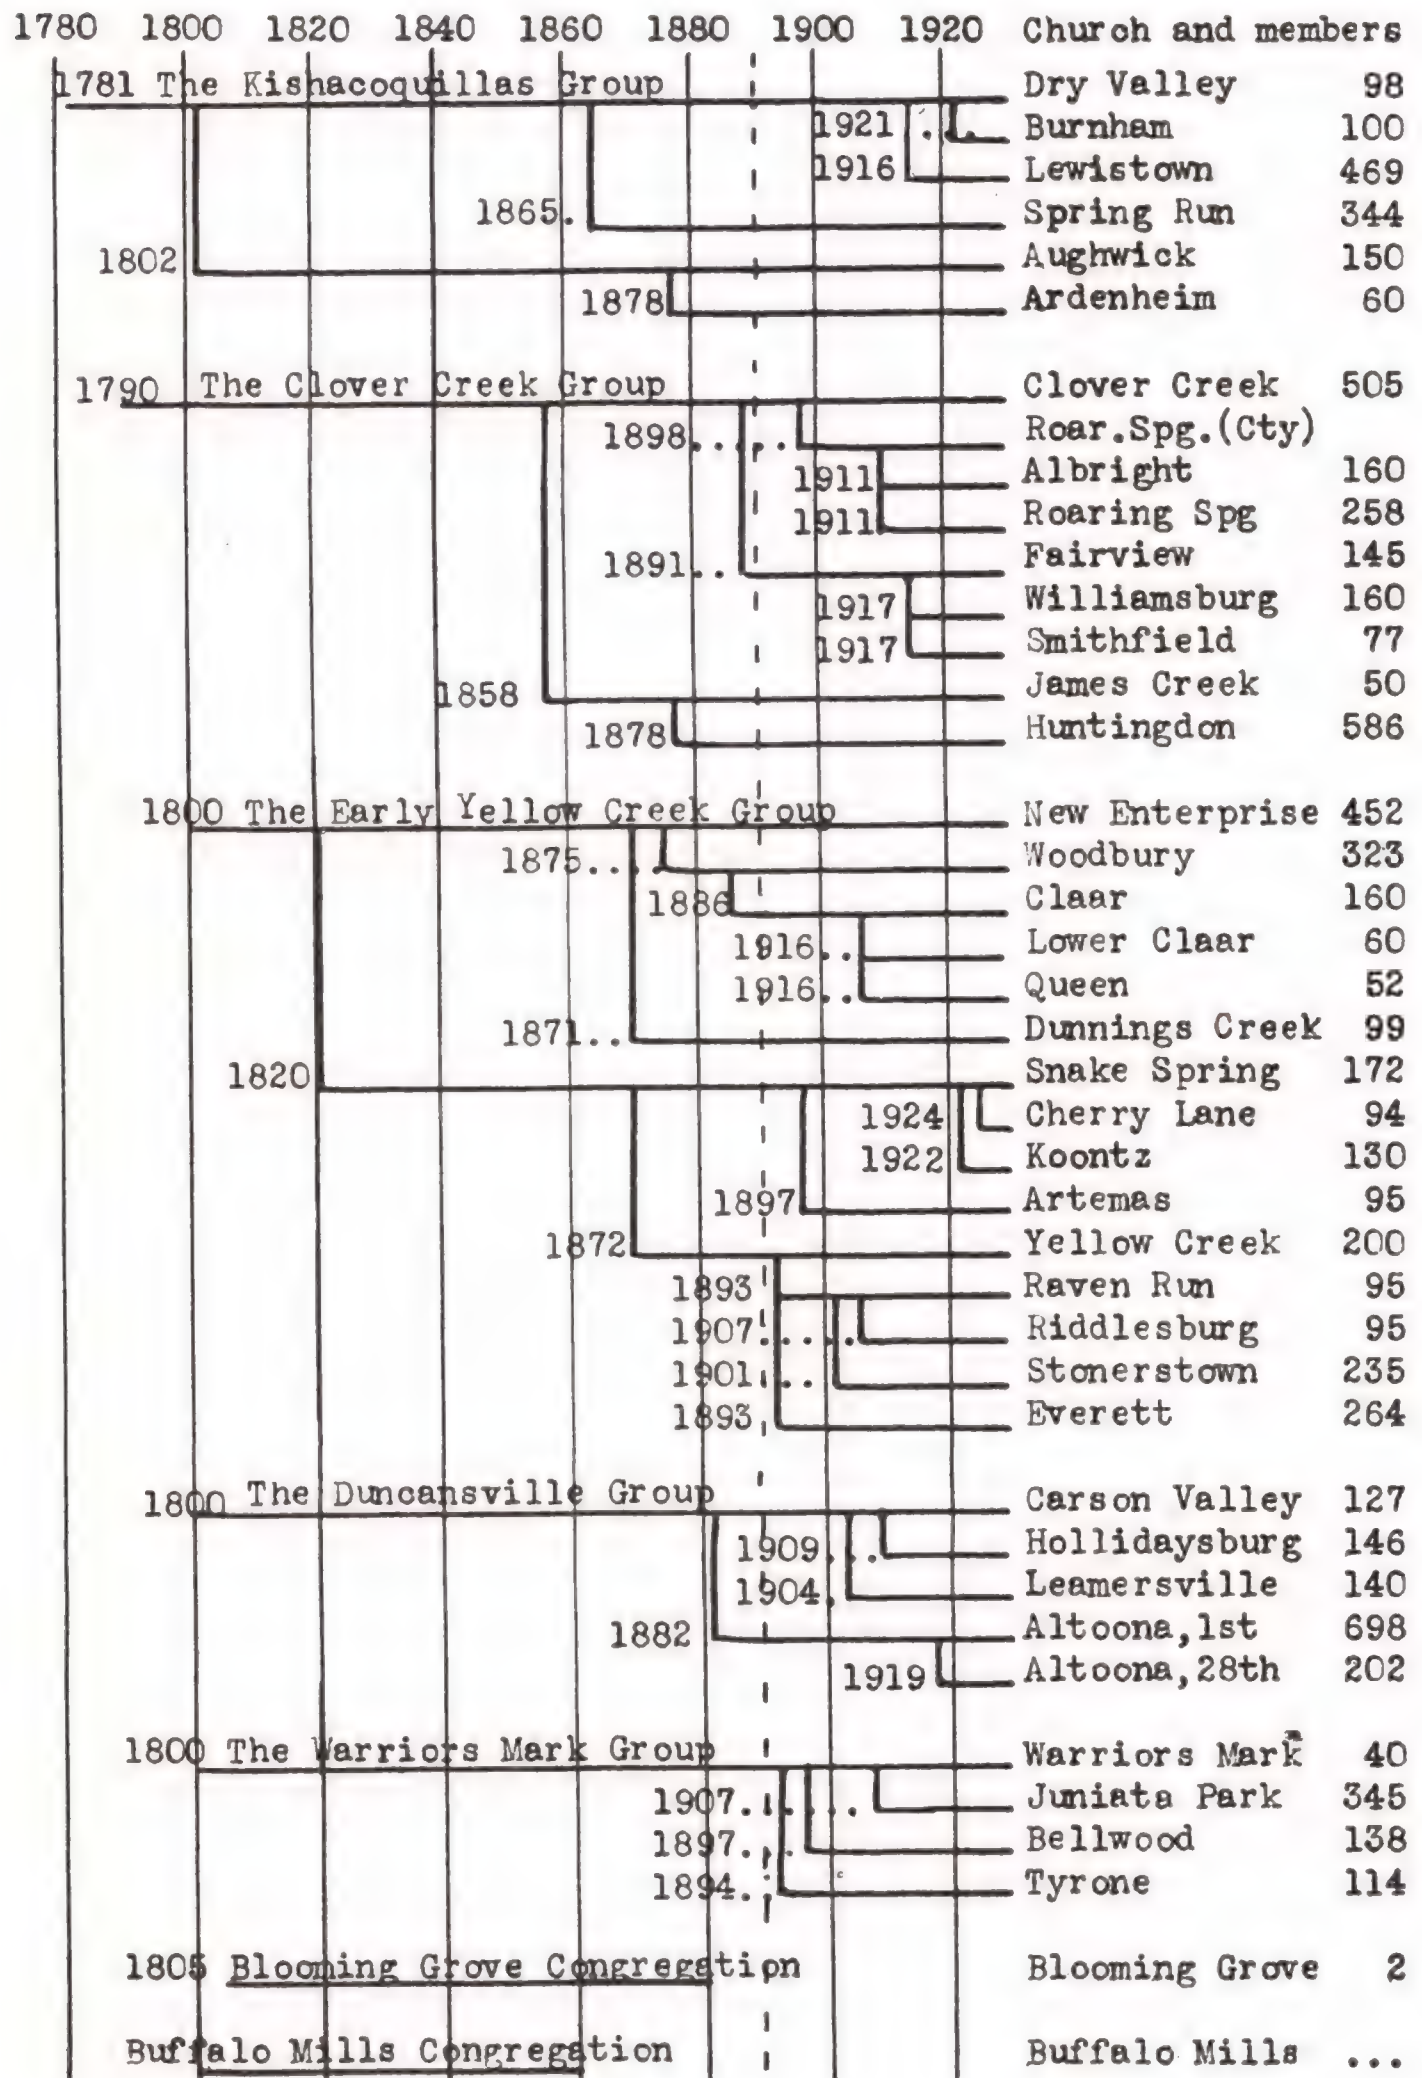 1780 1800 1820 1840 1860 1880 1900 1920 Church and members
1781 The Kishacoquillas Group Dry Valley 98
1921 . . . Burnham 100
1916 Lewistown 469
1865. Spring Run 344
1802 Aughwick 150
1878 Ardenheim 60
1790 The Clover Creek Group Clover Creek 505
1898. . . . . Roar.Spg.(Cty)
1911 Albright 160
1911 Roaring Spg 258
1891. . . Fairview 145
1917 Williamsburg 160
1917 Smithfield 77
1858 James Creek 50
1878 Huntingdon 586
1800 The Early Yellow Creek Group New Enterprise 452
1875. . . . Woodbury 323
1886 Claar 160
1916. . Lower Claar 60
1916. . Queen 52
1871. . Dunnings Creek 99
1820 Snake Spring 172
1924 Cherry Lane 94
1922 Koontz 130
1897 Artemas 95
1872 Yellow Creek 200
1893 Raven Run 95
1907. . . . . Riddlesburg 95
1901. . . Stonerstown 235
1893 Everett 264
1800 The Duncansville Group Carson Valley 127
1909. . . Hollidaysburg 146
1904. Leamersville 140
1882 Altoona,1st 698
1919 Altoona,28th 202
1800 The Warriors Mark Group Warriors Mark 40
1907. . . . . Juniata Park 345
1897. . . Bellwood 138
1894. . Tyrone 114
1805 Blooming Grove Congregation Blooming Grove 2
Buffalo Mills Congregation Buffalo Mills ...